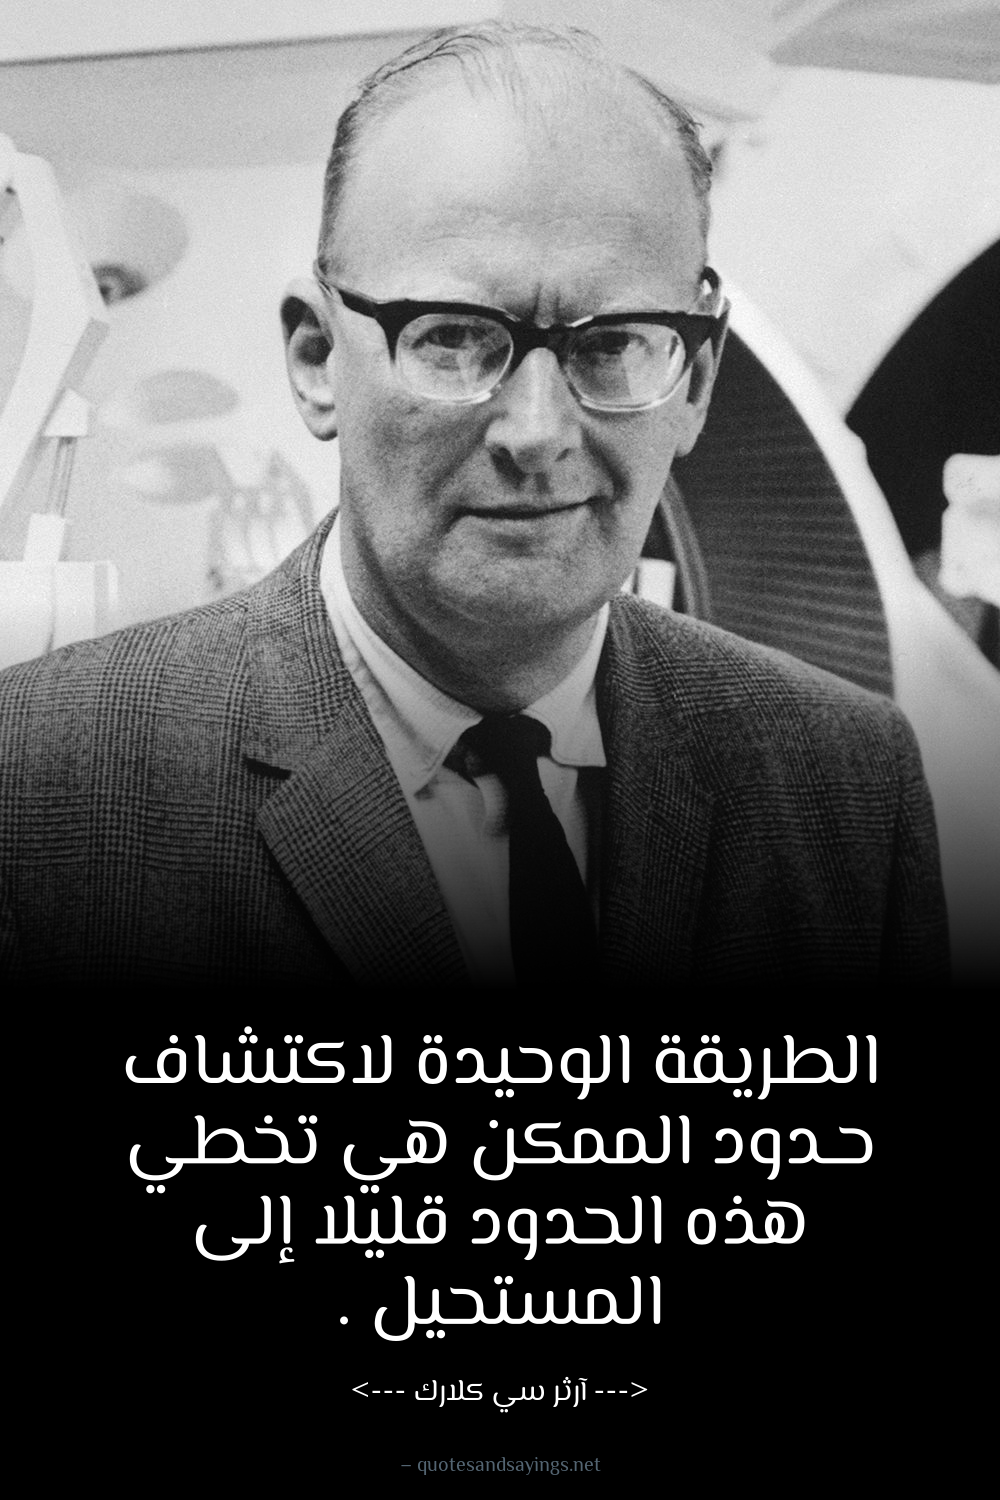 الطريقة الوحيدة لاكتشاف
حدود الممكن هي تخطي
هذه الحدود قليلا إلى
المستحيل .
<--- آرثر سي كلارك --->
– quotesandsayings.net